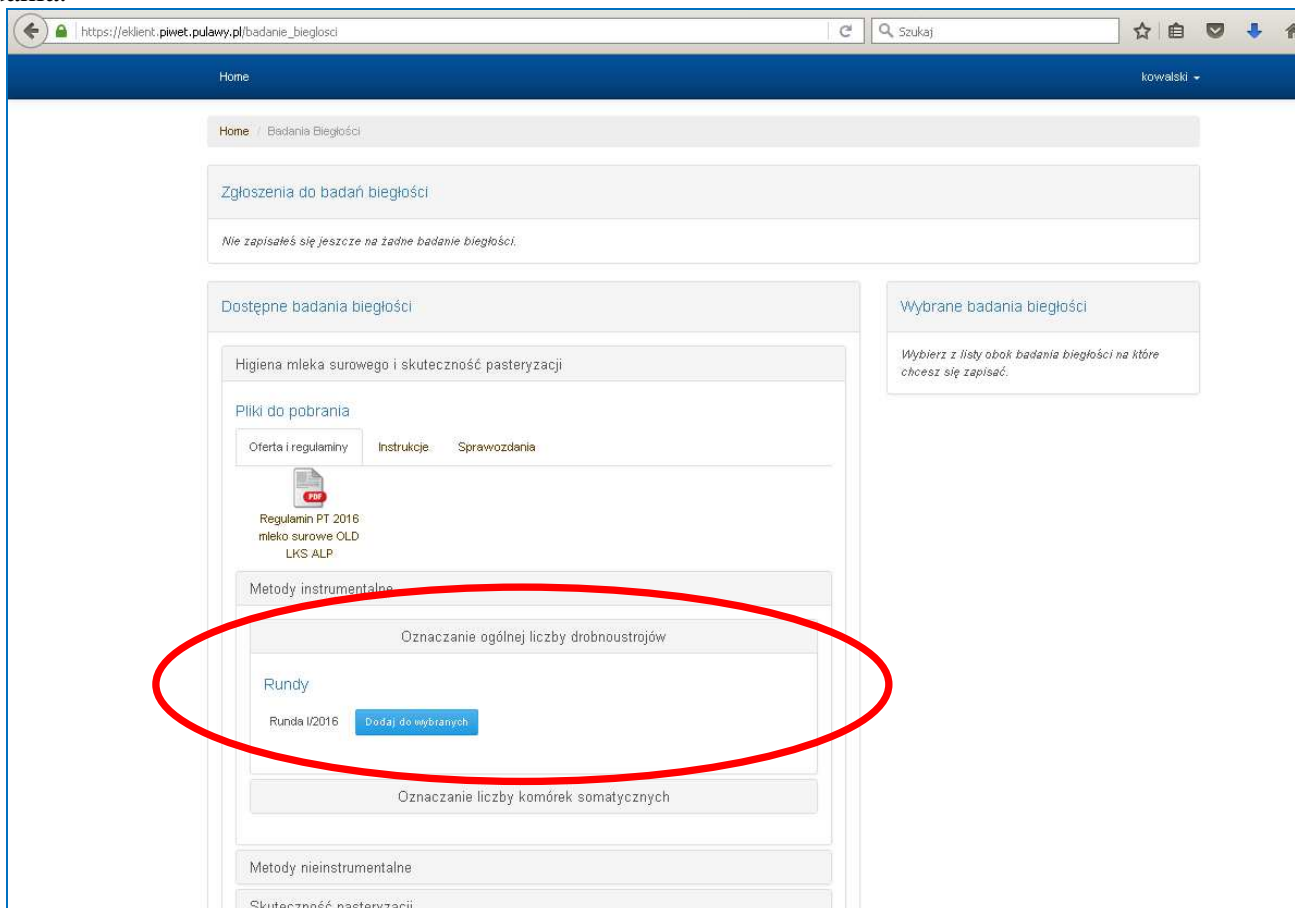 https://eklient.piwet.pulawy.pl/badanie_bieglosci
Szukaj
Home
kowalski
Home / Badania Biegłości
Zgłoszenia do badań biegłości
Nie zapisałeś się jeszcze na żadne badanie biegłości.
Dostępne badania biegłości
Wybrane badania biegłości
Wybierz z listy obok badania biegłości na które
chcesz się zapisać.
Higiena mleka surowego i skuteczność pasteryzacji
Pliki do pobrania
Oferta i regulaminy Instrukcje Sprawozdania
PDF
Regulamin PT 2016
mleko surowe OLD
LKS ALP
Metody instrumentalne
Oznaczanie ogólnej liczby drobnoustrojów
Rundy
Runda I/2016 Dodaj do wybranych
Oznaczanie liczby komórek somatycznych
Metody nieinstrumentalne
Skuteczność pasteryzacji